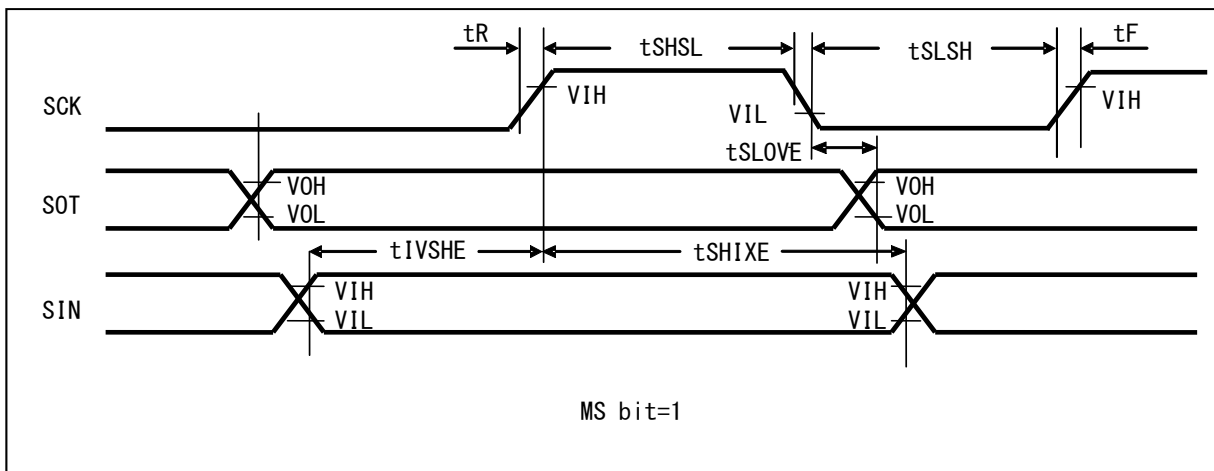 tR tSHSL tSLSH tF
SCK VIH VIL VIH
tSLOVE
SOT VOH VOL VOH VOL
tIVSHE tSHIXE
SIN VIH VIL VIH VIL
MS bit=1